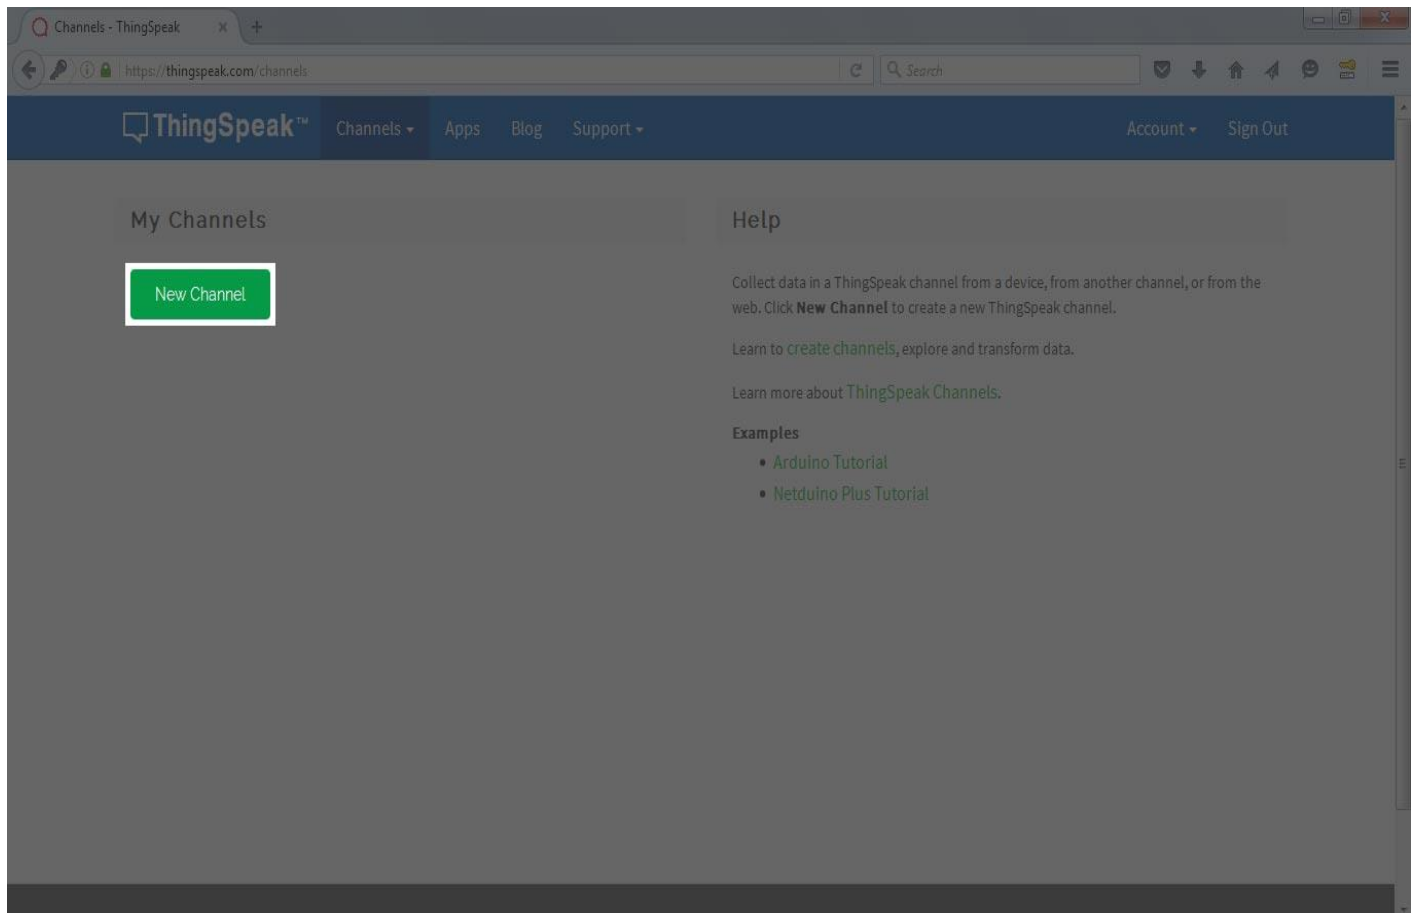 Channels - ThingSpeak
https://thingspeak.com/channels
Search
ThingSpeak™ Channels Apps Blog Support Account Sign Out
My Channels
New Channel
Help
Collect data in a ThingSpeak channel from a device, from another channel, or from the
web. Click New Channel to create a new ThingSpeak channel.
Learn to create channels, explore and transform data.
Learn more about ThingSpeak Channels.
Examples
• Arduino Tutorial
• Netduino Plus Tutorial